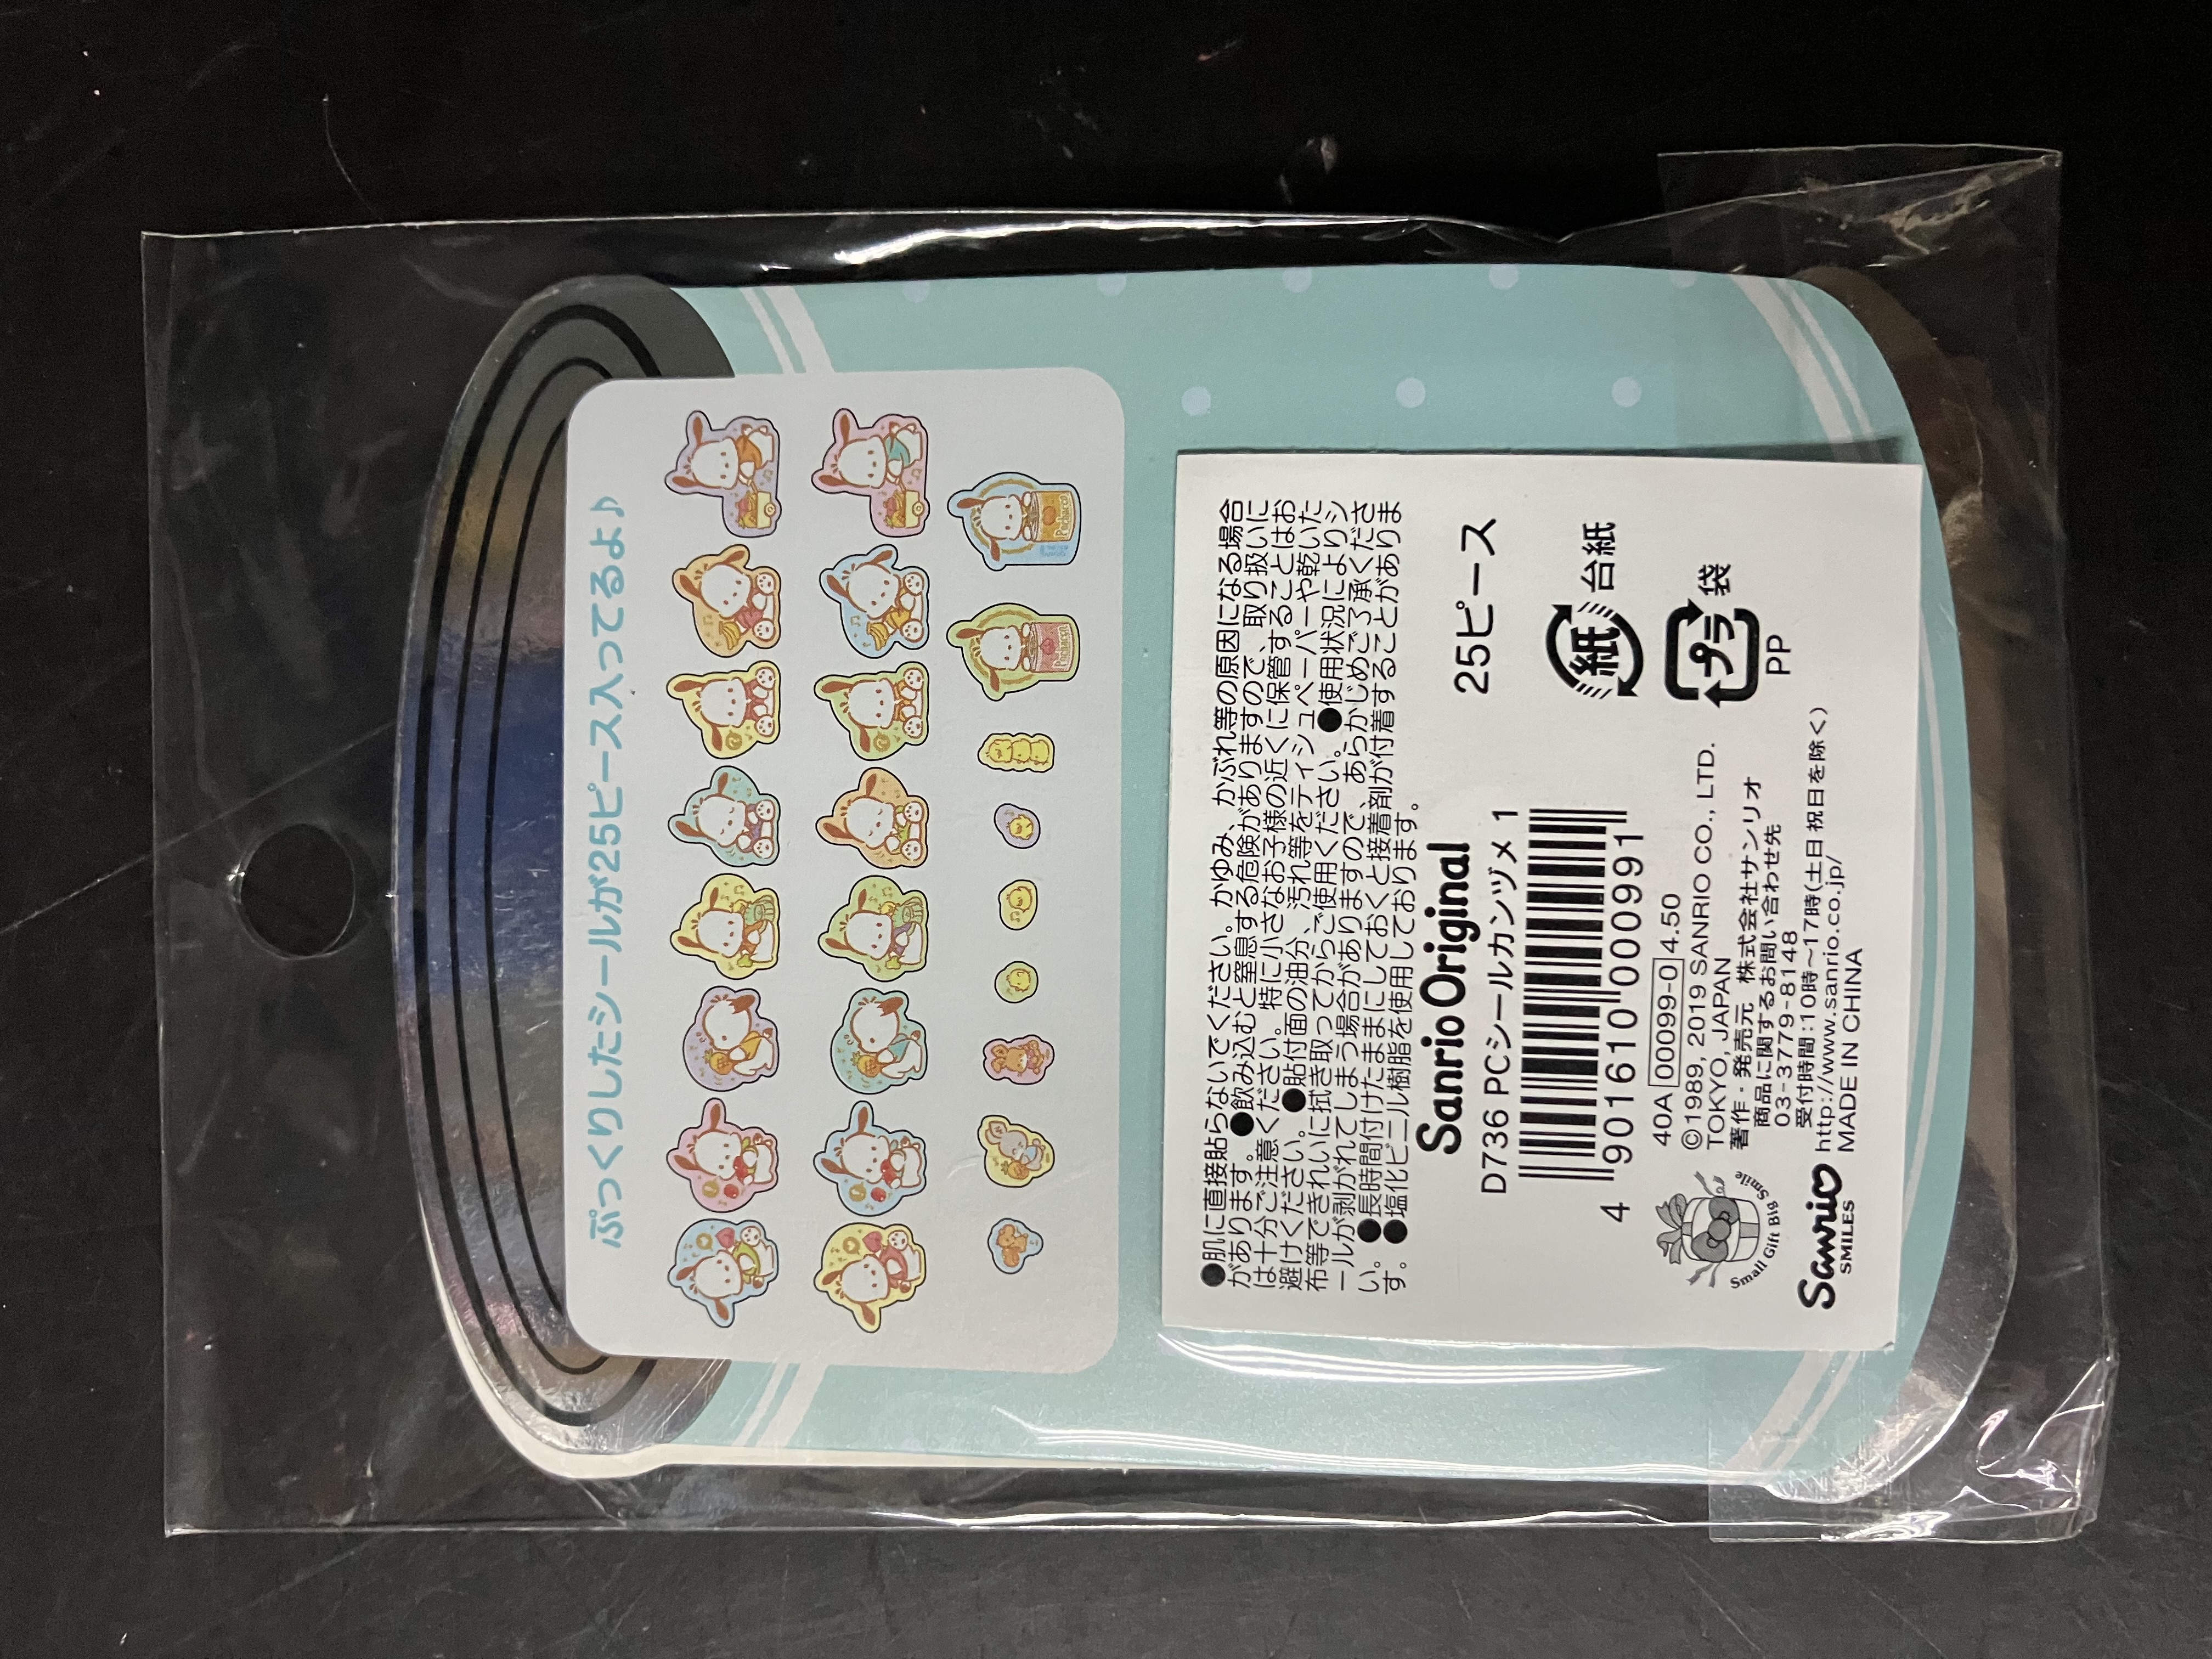 ぷっくりしたシールが25ピース入ってるよ♪
Pochacco
Pochacco
●肌に直接貼らないでください。かゆみ、かぶれ等の原因になる場合
があります。●飲み込むと窒息する危険がありますので、取り扱いに
は十分ご注意ください。特に小さなお子様の近くに保管することはお
避けください。●貼付面の油分、汚れ等をティシュペーパーや乾いた
布等できれいに拭き取ってからご使用ください。●使用状況によりシ
ールが剥がれてしまう場合がありますので、あらかじめご了承くださ
い。●長時間付けたままにしておくと接着剤が付着することがありま
す。●塩化ビニル樹脂を使用しております。
Sanrio Original
25ピース
D736 PCシールカンヅメ 1
4 901610 000991
紙 台紙
プラ 袋
PP
40A 00099-0 4.50
©1989, 2019 SANRIO CO., LTD.
TOKYO, JAPAN
著作・発売元 株式会社サンリオ
商品に関するお問い合わせ先
03-3779-8148
受付時間:10時〜17時(土日祝日を除く)
http://www.sanrio.co.jp/
MADE IN CHINA
Small Gift Big Smile
Sanrio
SMILES